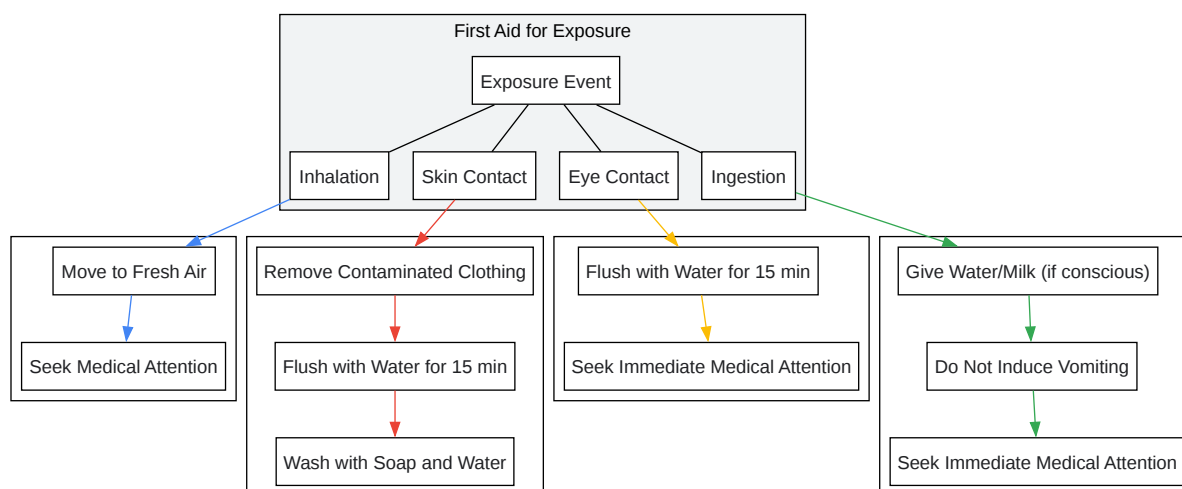 First Aid for Exposure
Exposure Event
Inhalation
Skin Contact
Eye Contact
Ingestion
Move to Fresh Air
Remove Contaminated Clothing
Flush with Water for 15 min
Give Water/Milk (if conscious)
Seek Medical Attention
Flush with Water for 15 min
Seek Immediate Medical Attention
Do Not Induce Vomiting
Wash with Soap and Water
Seek Immediate Medical Attention